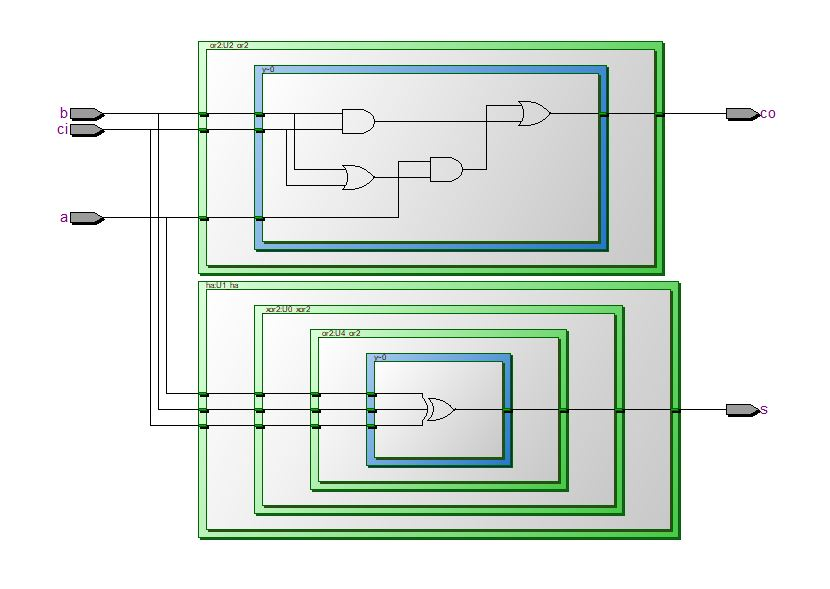 or2:U2 or2
y~0
b
ci
co
a
ha:U1 ha
xor2:U0 xor2
or2:U4 or2
y~0
s